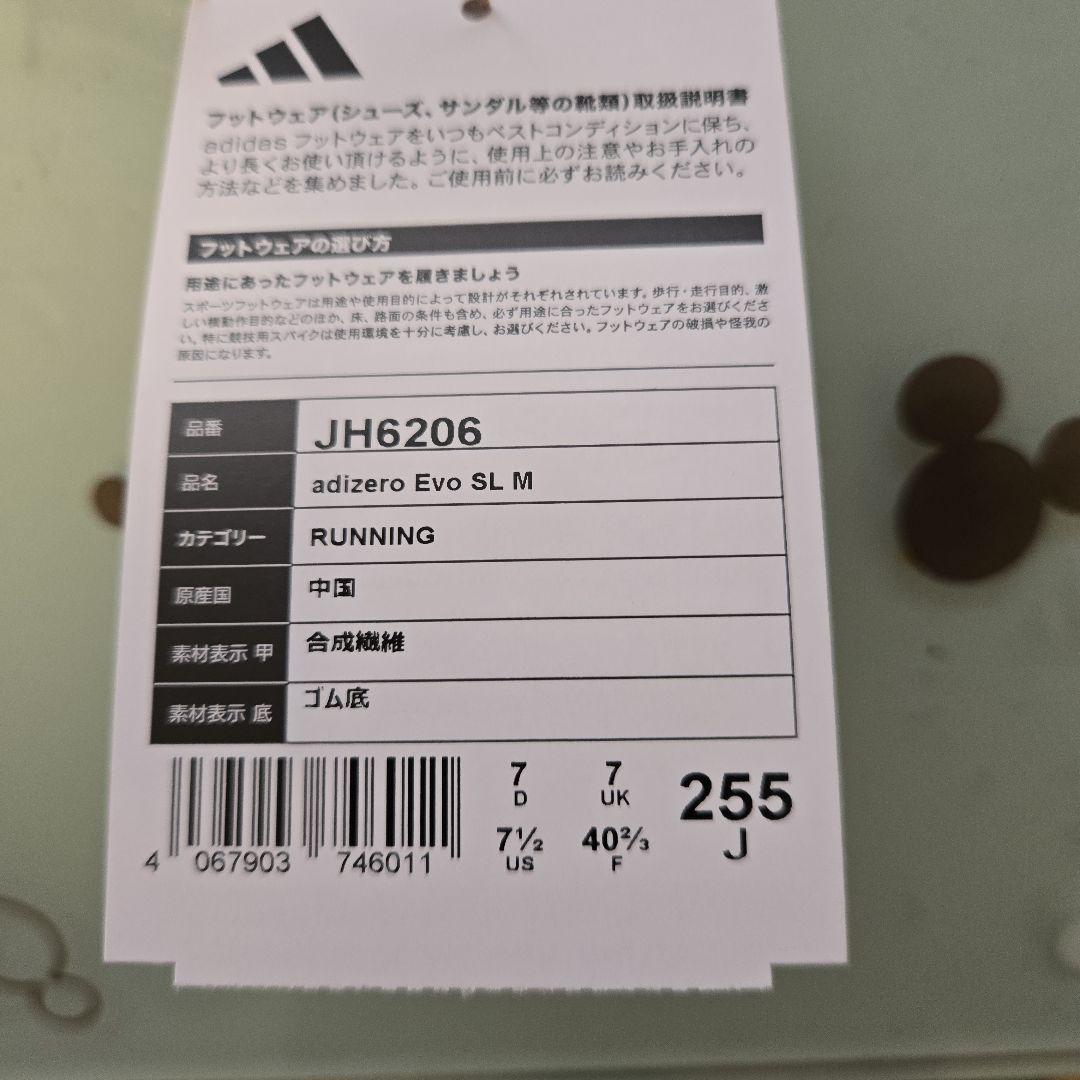 フットウェア(シューズ、サンダル等の靴類)取扱説明書
adidas フットウェアをいつもベストコンディションに保ち、
より長くお使い頂けるように、使用上の注意やお手入れの
方法などを集めました。ご使用前に必ずお読みください。
フットウェアの選び方
用途にあったフットウェアを履きましょう
スポーツフットウェアは用途や使用目的によって設計がそれぞれされています。歩行・走行目的、激
しい機動作目的などのほか、床、路面の条件も含め、必ず用途に合ったフットウェアをお選びくださ
い。特に競技用スパイクは使用環境を十分に考慮し、お選びください。フットウェアの破損や怪我の
原因になります。
品番 JH6206
品名 adizero Evo SL M
カテゴリー RUNNING
原産国 中国
素材表示 甲 合成繊維
素材表示 底 ゴム底
7 7 255
D UK J
7½ 40⅔
US F
4 067903 746011